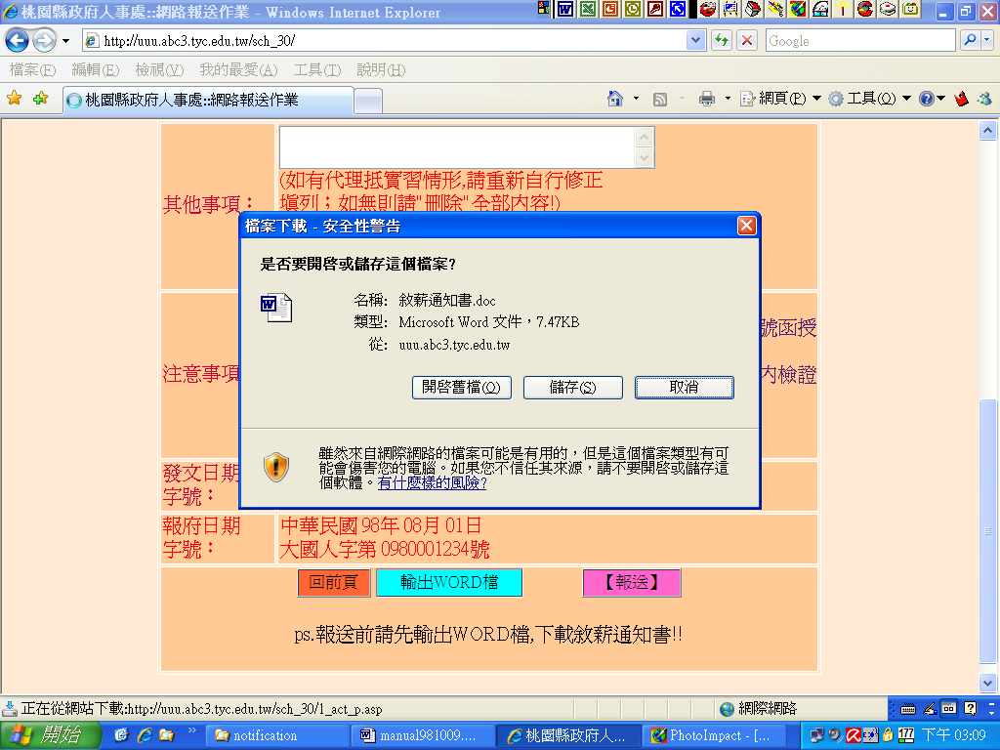 桃園縣政府人事處::網路報送作業 - Windows Internet Explorer
http://uuu.abc3.tyc.edu.tw/sch_30/
Google
檔案(F) 編輯(E) 檢視(V) 我的最愛(A) 工具(T) 說明(H)
桃園縣政府人事處::網路報送作業
網頁(P) 工具(O)
(如有代理抵實習情形,請重新自行修正
其他事項：
填列；如無則請"刪除"全部內容!)
檔案下載 - 安全性警告
是否要開啓或儲存這個檔案?
名稱: 敘薪通知書.doc
類型: Microsoft Word 文件，7.47KB
從: uuu.abc3.tyc.edu.tw
開啓舊檔(O) 儲存(S) 取消
號函授
注意事項
內檢證
雖然來自網際網路的檔案可能是有用的，但是這個檔案類型有可
能會傷害您的電腦。如果您不信任其來源，請不要開啓或儲存這
個軟體。有什麼樣的風險?
發文日期
字號：
報府日期
字號：
中華民國 98年 08月 01日
大國人字第 0980001234號
回前頁 輸出WORD檔 【報送】
ps.報送前請先輸出WORD檔,下載敘薪通知書!!
正在從網站下載:http://uuu.abc3.tyc.edu.tw/sch_30/1_act_p.asp
網際網路
開始
notification
manual981009....
桃園縣政府人...
PhotoImpact - [...
177
下午 03:09